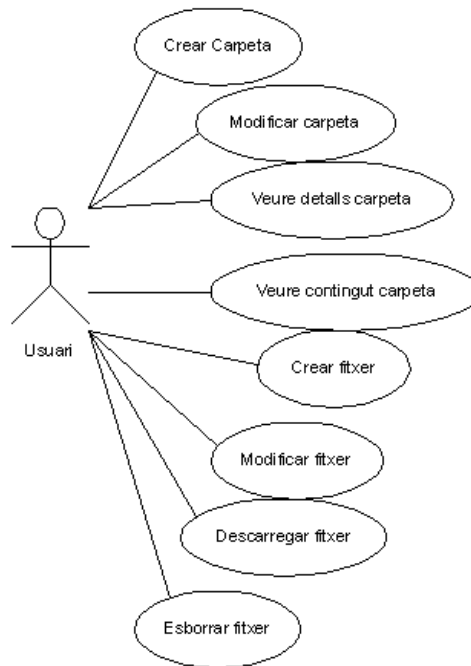 Crear Carpeta
Modificar carpeta
Veure detalls carpeta
Veure contingut carpeta
Usuari
Crear fitxer
Modificar fitxer
Descarregar fitxer
Esborrar fitxer